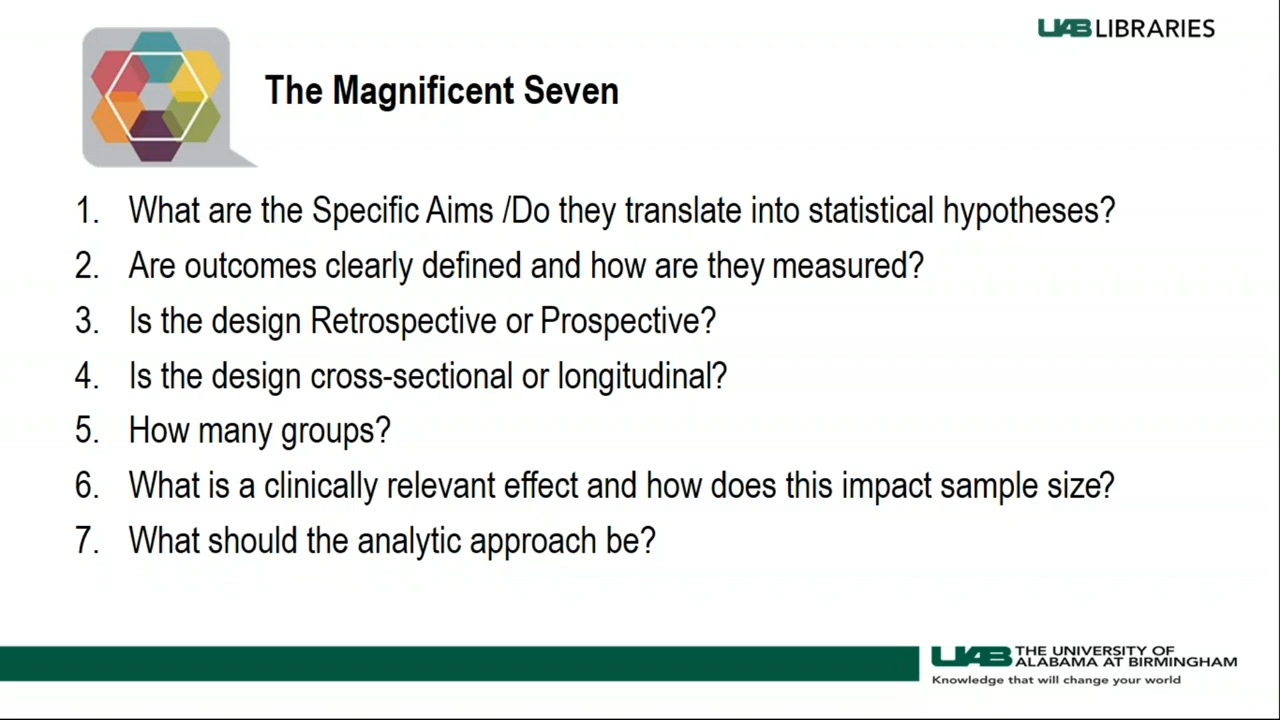 UAB LIBRARIES
The Magnificent Seven
1. What are the Specific Aims /Do they translate into statistical hypotheses?
2. Are outcomes clearly defined and how are they measured?
3. Is the design Retrospective or Prospective?
4. Is the design cross-sectional or longitudinal?
5. How many groups?
6. What is a clinically relevant effect and how does this impact sample size?
7. What should the analytic approach be?
UAB THE UNIVERSITY OF
ALABAMA AT BIRMINGHAM
Knowledge that will change your world